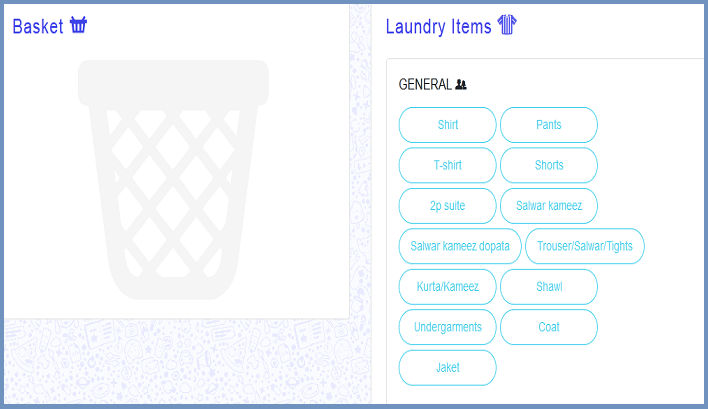 Basket
Laundry Items
GENERAL
Shirt
Pants
T-shirt
Shorts
2p suite
Salwar kameez
Salwar kameez dopata
Trouser/Salwar/Tights
Kurta/Kameez
Shawl
Undergarments
Coat
Jaket